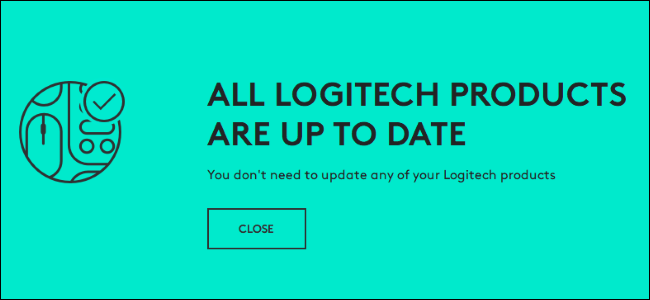 ALL LOGITECH PRODUCTS
ARE UP TO DATE
You don't need to update any of your Logitech products
CLOSE